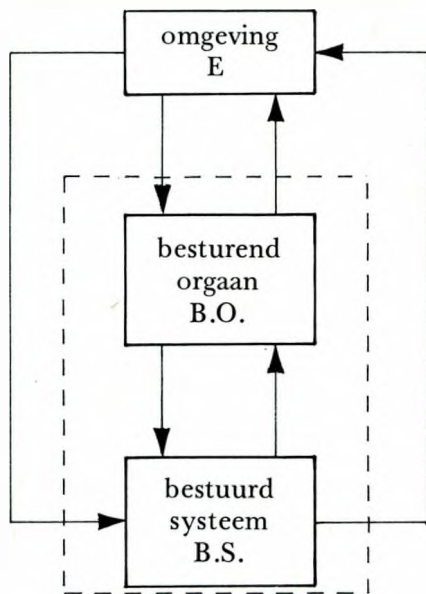 omgeving
E
besturend
orgaan
B.O.
bestuurd
systeem
B.S.